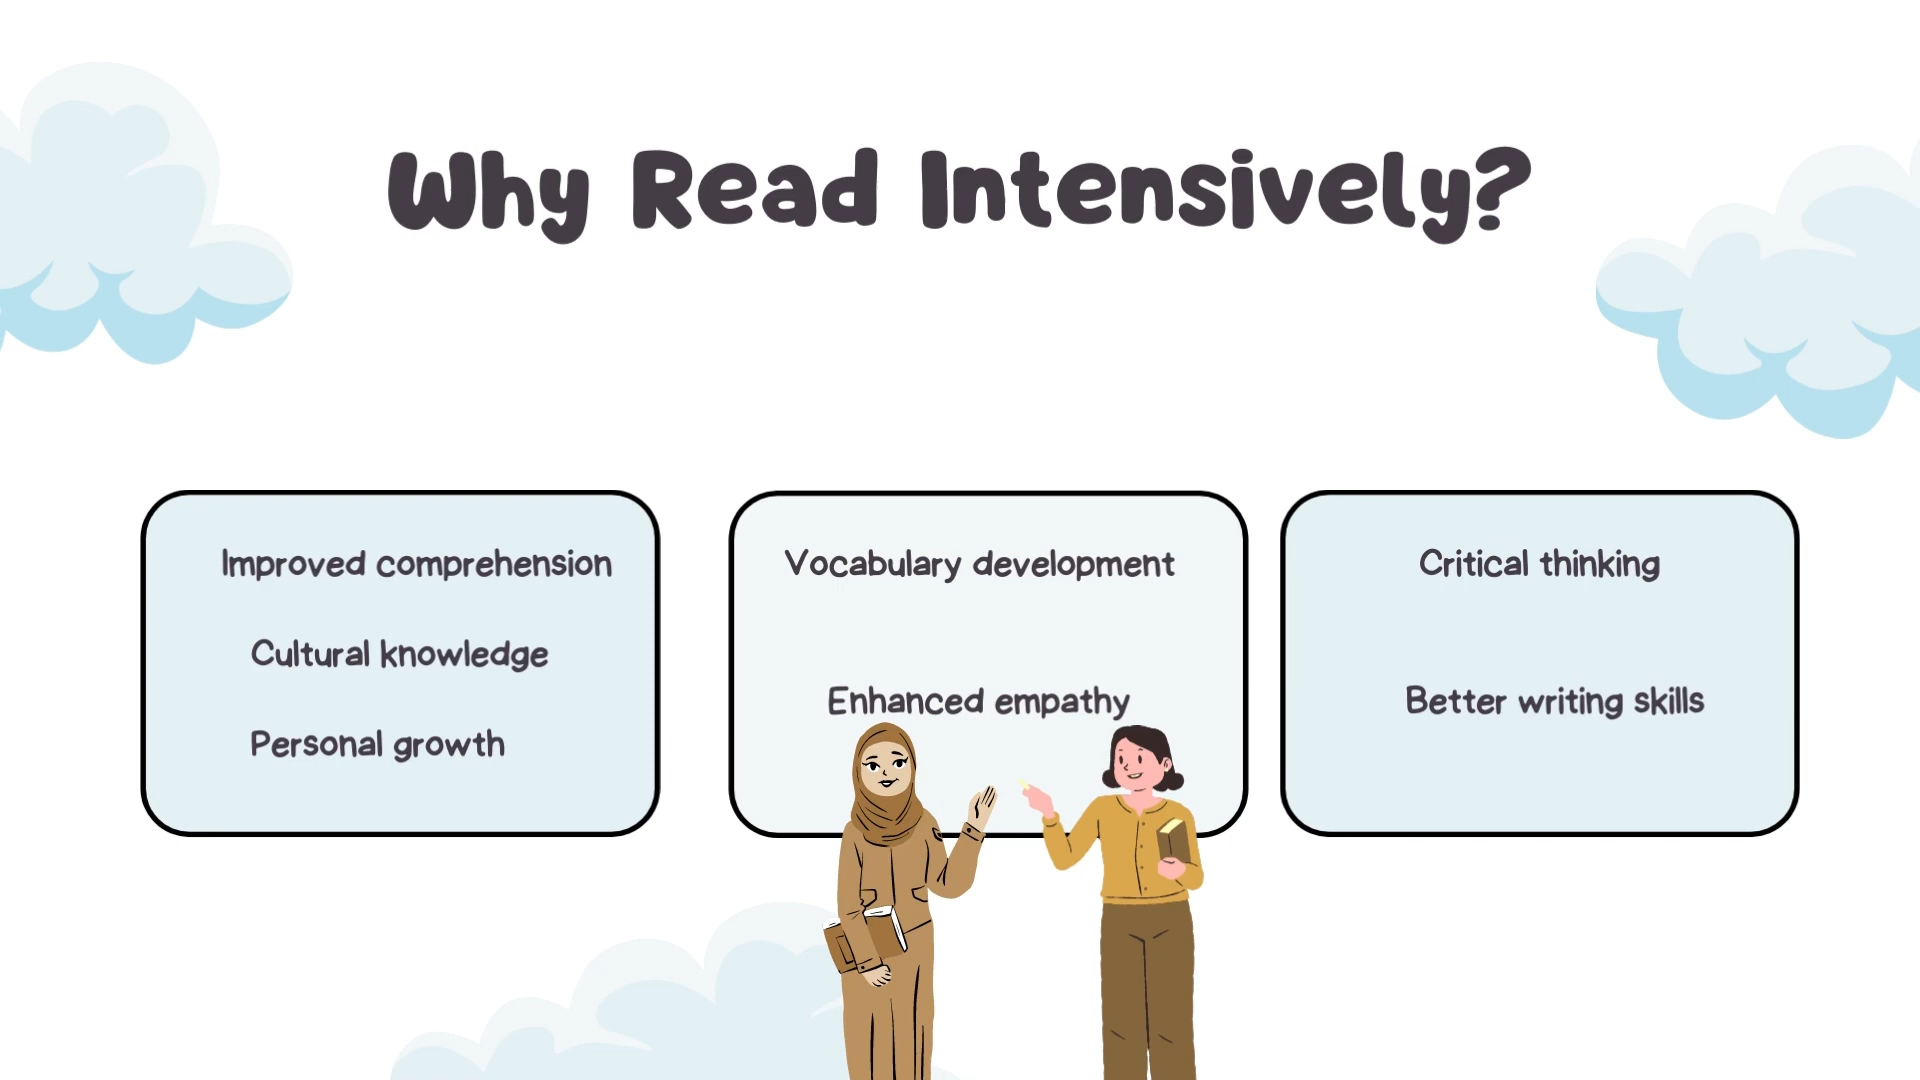 Why Read Intensively?
Improved comprehension
Cultural knowledge
Personal growth
Vocabulary development
Enhanced empathy
Critical thinking
Better writing skills